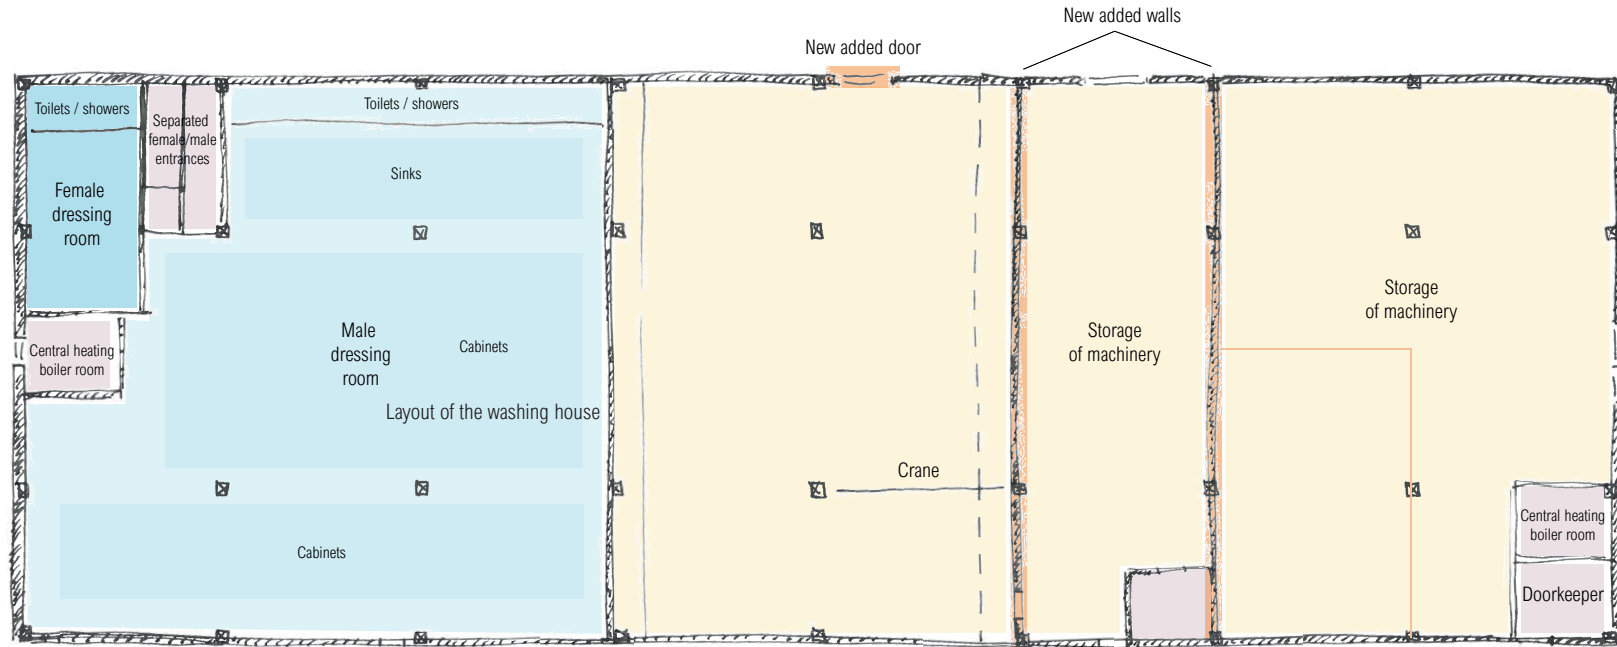 New added walls
New added door
Toilets / showers
Separated
female/male
entrances
Toilets / showers
Sinks
Female
dressing
room
Central heating
boiler room
Male
dressing
room
Cabinets
Layout of the washing house
Cabinets
Crane
Storage
of machinery
Storage
of machinery
Central heating
boiler room
Doorkeeper